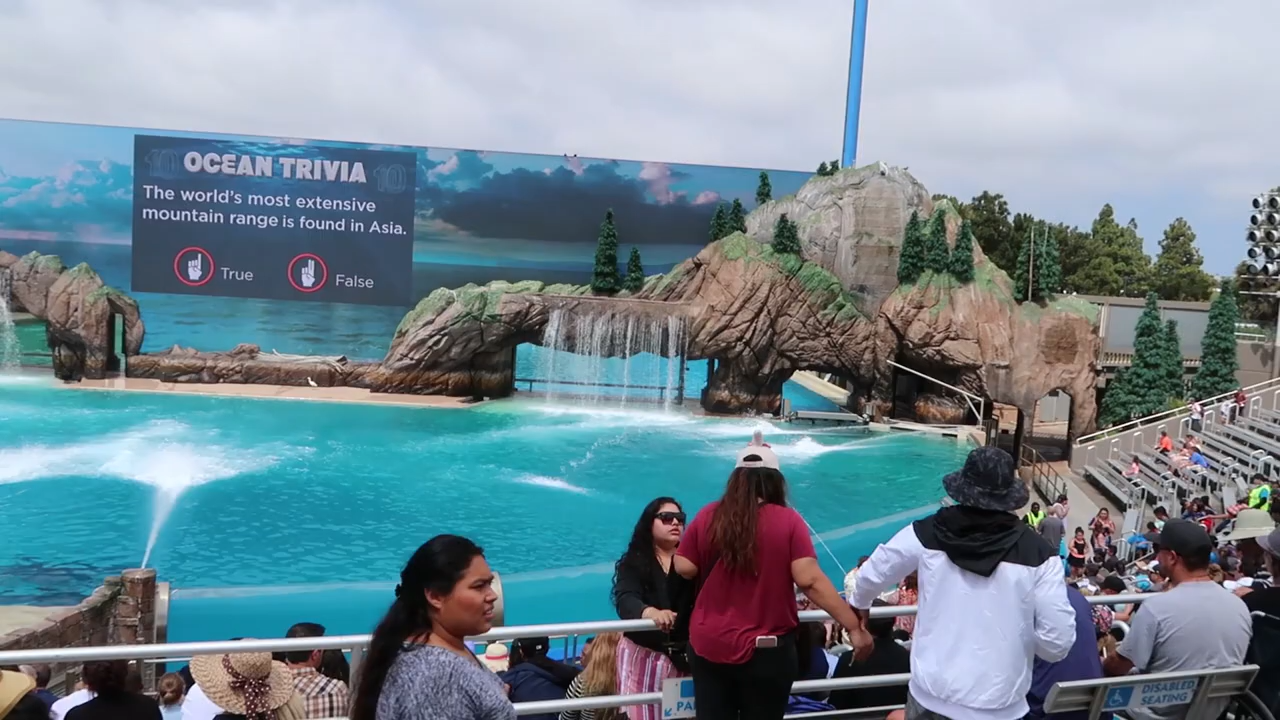 10 OCEAN TRIVIA 10
The world's most extensive
mountain range is found in Asia.
True
False
DISABLED
SEATING